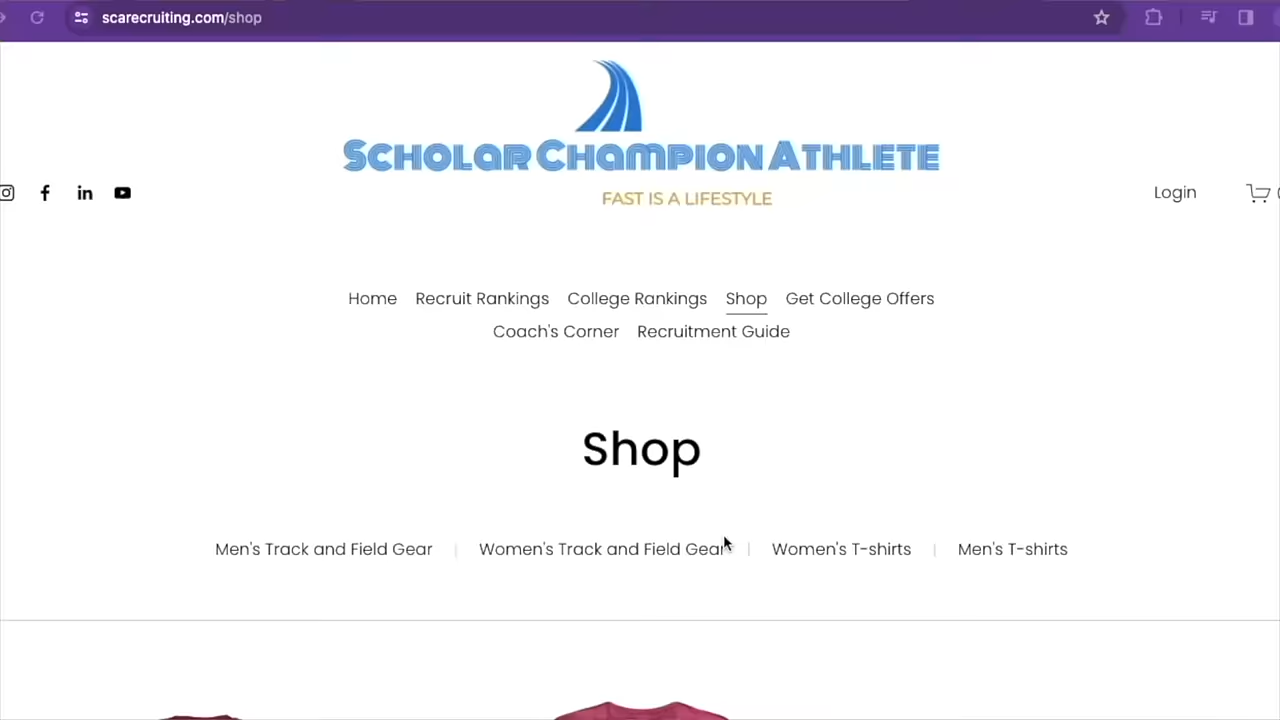 scarecruiting.com/shop
SCHOLAR CHAMPION ATHLETE
FAST IS A LIFESTYLE
Login
Home Recruit Rankings College Rankings Shop Get College Offers
Coach's Corner Recruitment Guide
Shop
Men's Track and Field Gear | Women's Track and Field Gear | Women's T-shirts | Men's T-shirts